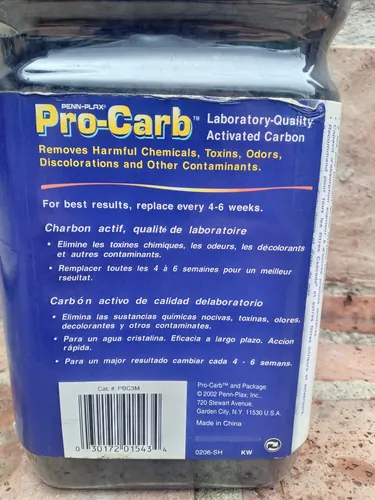 PENN-PLAX®
Pro-Carb™
Laboratory-Quality
Activated Carbon
Removes Harmful Chemicals, Toxins, Odors,
Discolorations and Other Contaminants.
For best results, replace every 4-6 weeks.
Charbon actif, qualité de laboratoire
• Elimine les toxines chimiques, les odeurs, les décolorants
et autres contaminants.
• Remplacer toutes les 4 à 6 semaines pour un meilleur
rseultat.
Carbón activo de calidad delaboratorio
• Elimina las sustancias químicas nocivas, toxinas, olores,
decolorantes y otros contaminates.
• Para un agua cristalina. Eficacia a largo plazo. Accion
rápida.
• Para un major resultado cambiar cada 4 - 6 semans.
Cat. #: PBC3M
0 30172 01543 4
Pro-Carb™ and Package
© 2002 Penn-Plax, Inc.,
720 Stewart Avenue,
Garden City, N.Y. 11530 U.S.A.
Made in China
0206-SH KW